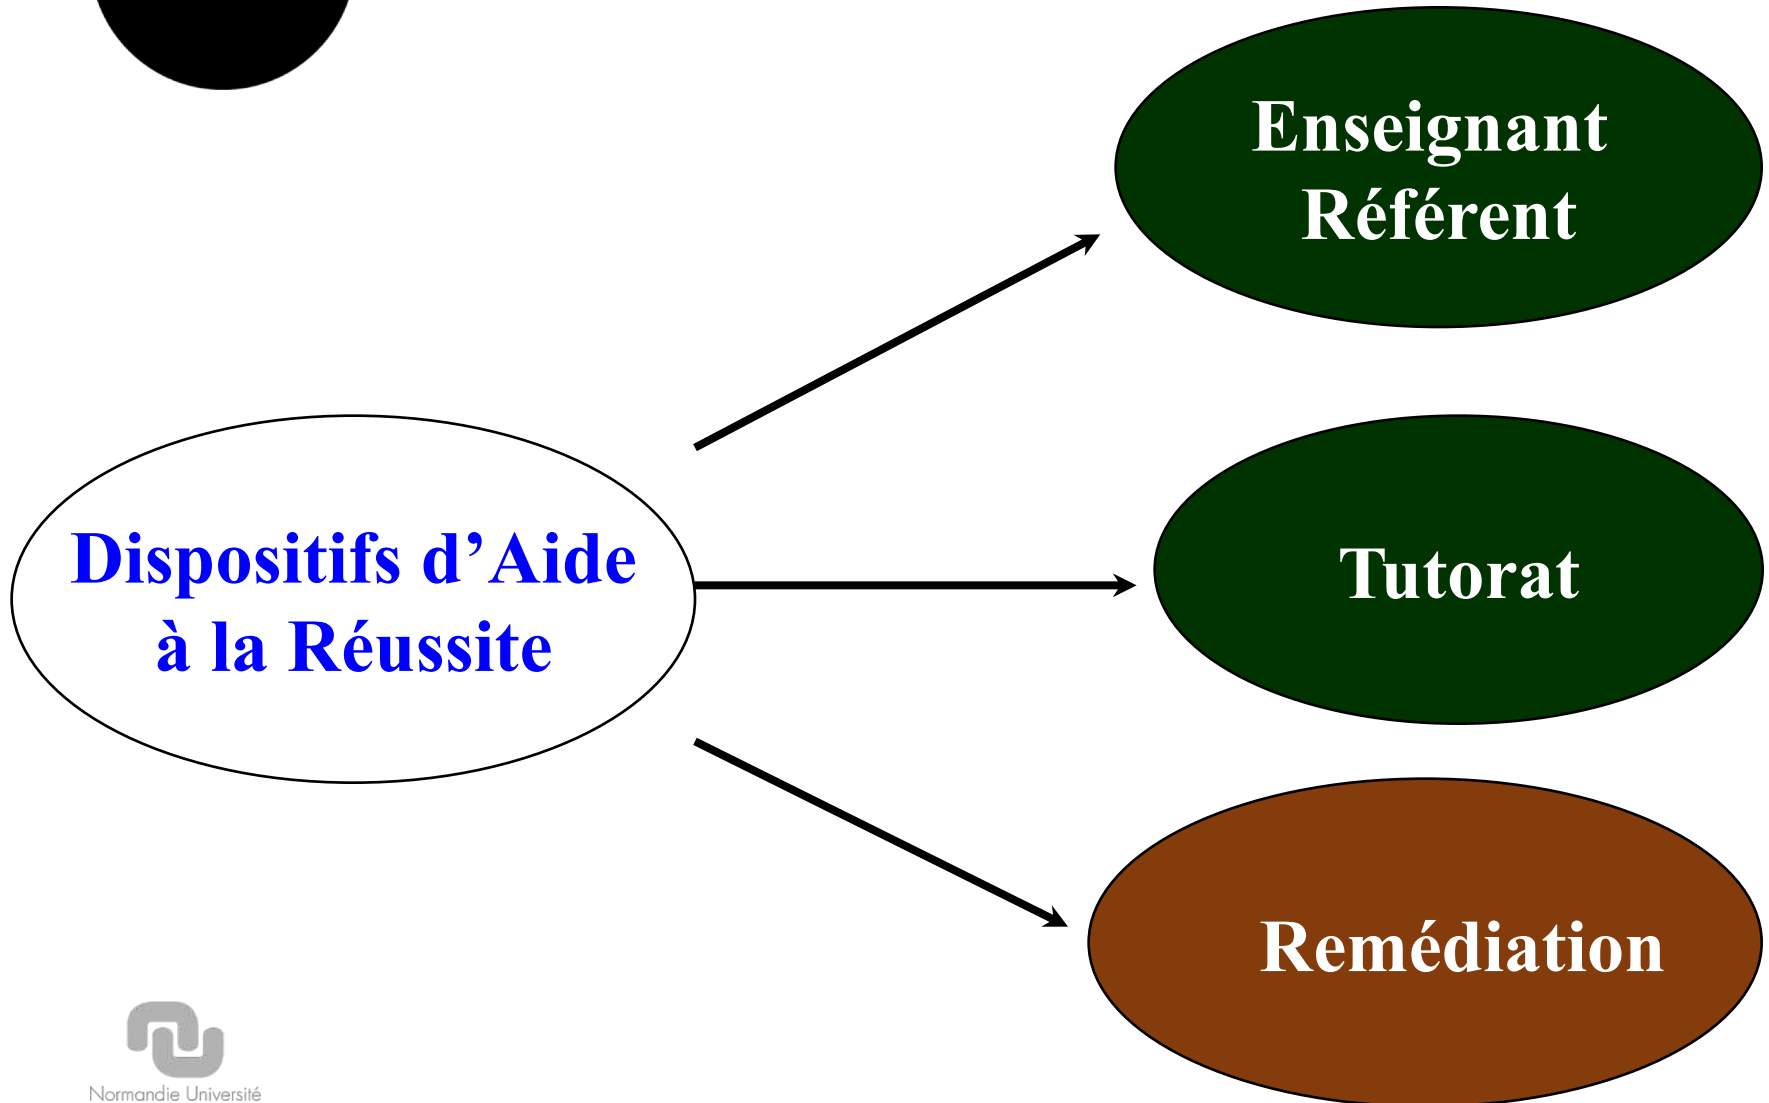 Enseignant
Référent
Dispositifs d’Aide
à la Réussite
Tutorat
Remédiation
Normandie Université